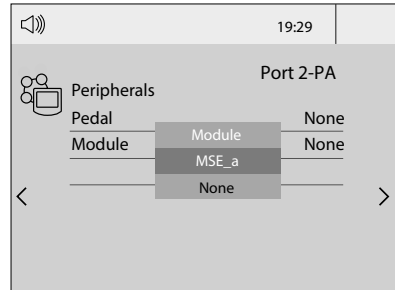 19:29
Port 2-PA
Peripherals
Pedal None
Module None
Module
MSE_a
None